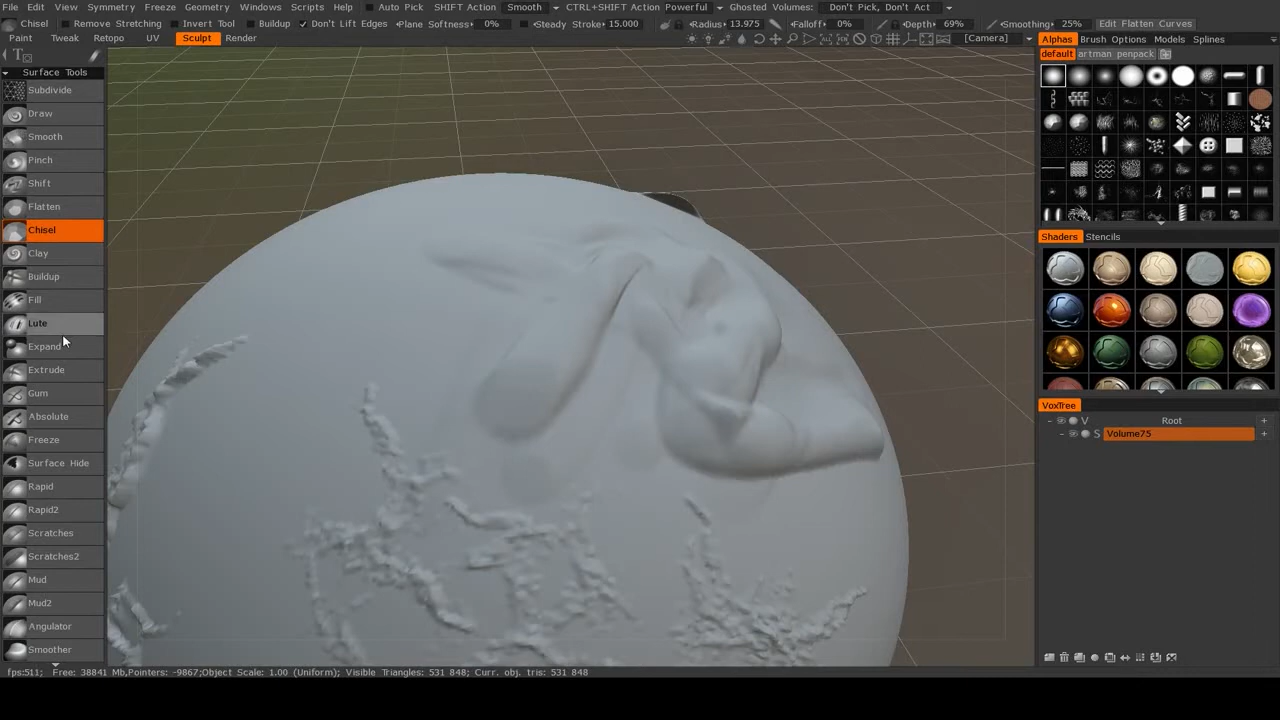 File Edit View Symmetry Freeze Geometry Windows Scripts Help Auto Pick SHIFT Action Smooth CTRL+SHIFT Action Powerful Ghosted Volumes: Don't Pick, Don't Act
Chisel Remove Stretching Invert Tool Buildup Don't Lift Edges Plane Softness 0% Steady Stroke 15.000 Radius 13.975 Falloff 0% Depth 69% Smoothing 25% Edit Flatten Curves
Paint Tweak Retopo UV Sculpt Render [Camera] Alphas Brush Options Models Splines
default artman penpack
Surface Tools
Subdivide
Draw
Smooth
Pinch
Shift
Flatten
Chisel
Clay
Buildup
Fill
Lute
Expand
Extrude
Gum
Absolute
Freeze
Surface Hide
Rapid
Rapid2
Scratches
Scratches2
Mud
Mud2
Angulator
Smoother
Shaders Stencils
VoxTree
V Root +
S Volume75 +
fps:511; Free: 38841 Mb,Pointers: -9867;Object Scale: 1.00 (Uniform); Visible Triangles: 531 848; Curr. obj. tris: 531 848